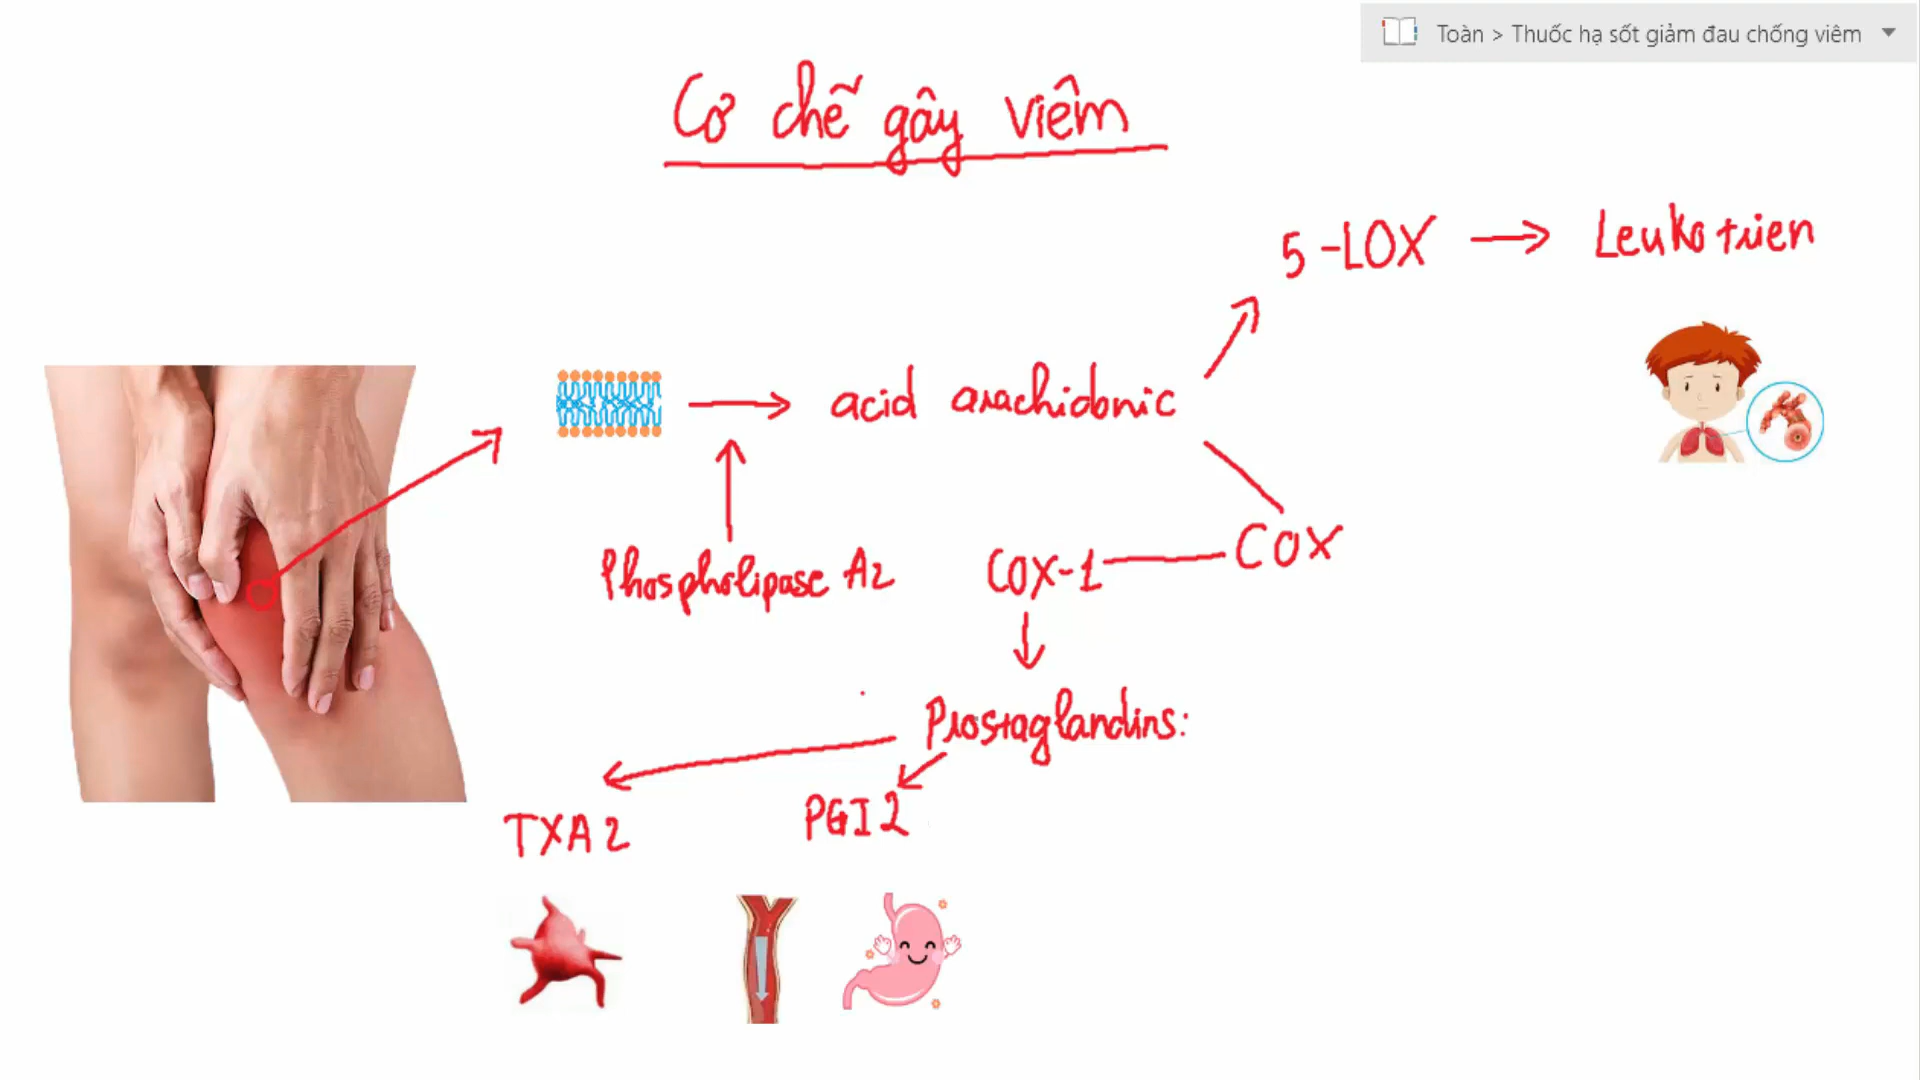 Toàn > Thuốc hạ sốt giảm đau chống viêm
Cơ chế gây viêm
5-LOX → Leukotrien
→ acid arachidonic
Phospholipase A2
COX-1
COX
Prostaglandins:
TXA2
PGI2